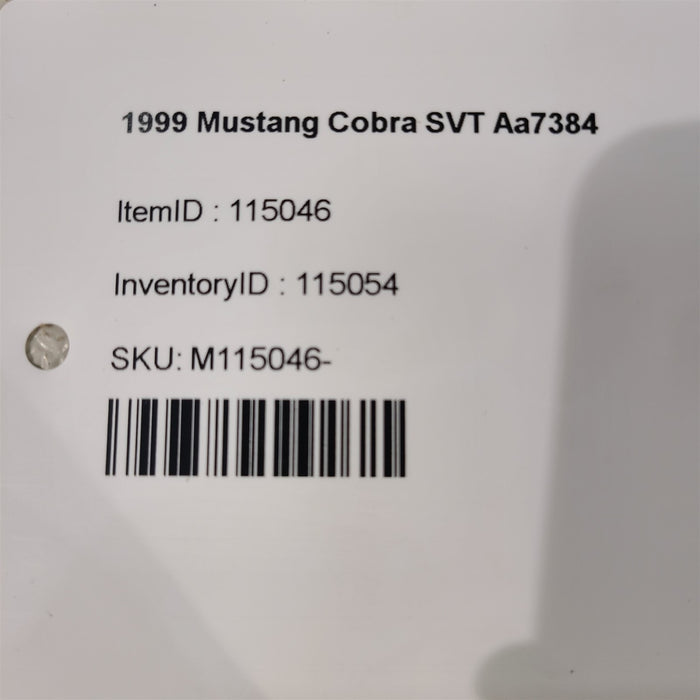 1999 Mustang Cobra SVT Aa7384
ItemID : 115046
InventoryID : 115054
SKU: M115046-